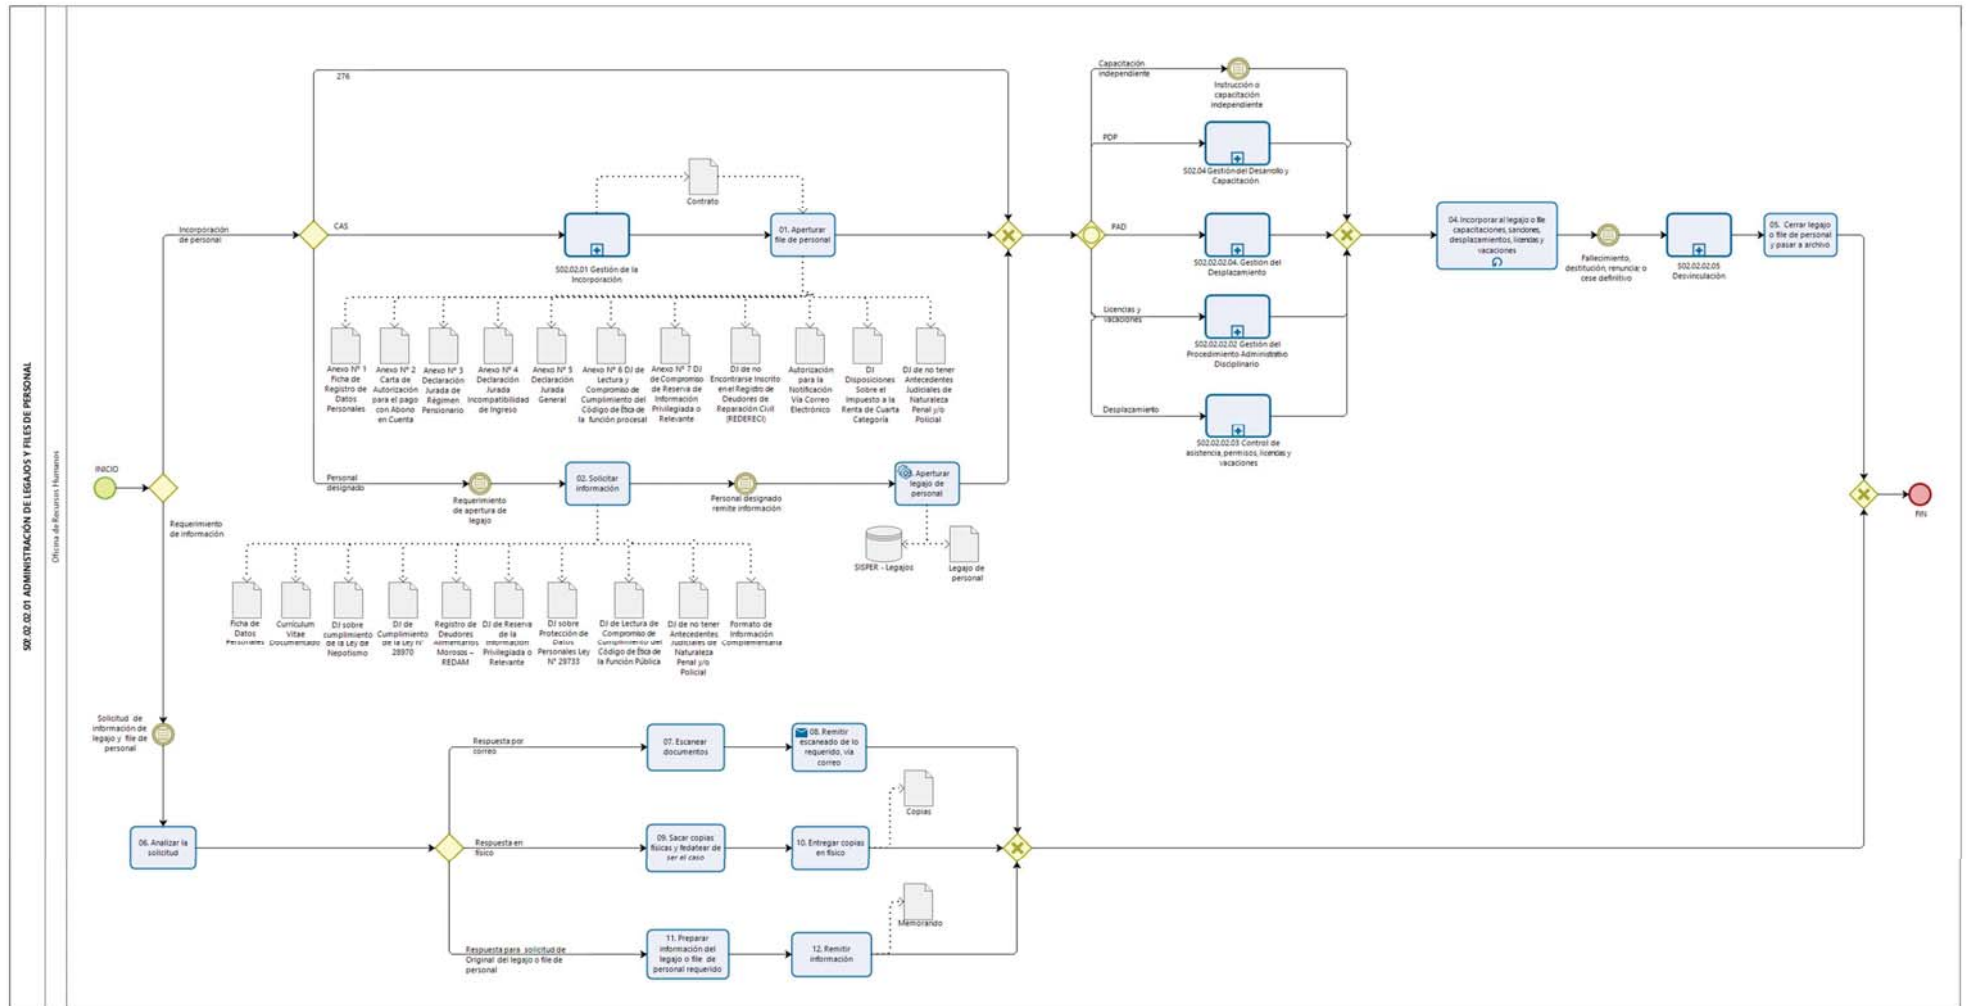 S02.02.02.01 ADMINISTRACIÓN DE LEGAJOS Y FILES DE PERSONAL
Oficina de Recursos Humanos
INICIO
Incorporación
de personal
Requerimiento
de información
276
CAS
S02.02.01 Gestión de la
Incorporación
Contrato
01. Aperturar
file de personal
Anexo Nº 1
Ficha de
Registro de
Datos
Personales
Anexo Nº 2
Carta de
Autorización
para el pago
con Abono
en Cuenta
Anexo Nº 3
Declaración
Jurada de
Régimen
Pensionario
Anexo Nº 4
Declaración
Jurada
Incompatibilidad
de Ingreso
Anexo Nº 5
Declaración
Jurada
General
Anexo Nº 6 DJ de
Lectura y
Compromiso de
Cumplimiento del
Código de Ética de
la función procesal
Anexo Nº 7 DJ
de Compromiso
de Reserva de
Información
Privilegiada o
Relevante
DJ de no
Encontrarse Inscrito
en el Registro de
Deudores de
Reparación Civil
(REDERECI)
Autorización
para la
Notificación
Vía Correo
Electrónico
DJ
Disposiciones
Sobre el
Impuesto a la
Renta de Cuarta
Categoría
DJ de no tener
Antecedentes
Judiciales de
Naturaleza
Penal y/o
Policial
Personal
designado
Requerimiento
de apertura de
legajo
02. Solicitar
información
Personal designado
remite información
03. Aperturar
legajo de
personal
SISPER - Legajos
Legajo de
personal
Ficha de
Datos
Personales
Currículum
Vitae
Documentado
DJ sobre
cumplimiento
de la Ley de
Nepotismo
DJ de
Cumplimiento
de la Ley N°
28970
Registro de
Deudores
Alimentarios
Morosos –
REDAM
DJ de Reserva
de la
Información
Privilegiada o
Relevante
DJ sobre
Protección de
Datos
Personales Ley
N° 29733
DJ de Lectura de
Compromiso de
Cumplimiento del
Código de Ética de
la Función Pública
DJ de no tener
Antecedentes
Judiciales de
Naturaleza
Penal y/o
Policial
Formato de
Información
Complementaria
Capacitación
independiente
Instrucción o
capacitación
independiente
PDP
S02.04 Gestión del Desarrollo y
Capacitación
PAD
S02.02.02.04. Gestión del
Desplazamiento
Licencias y
vacaciones
S02.02.02.02 Gestión del
Procedimiento Administrativo
Disciplinario
Desplazamiento
S02.02.02.03 Control de
asistencia, permisos, licencias y
vacaciones
04. Incorporar al legajo o file
capacitaciones, sanciones,
desplazamientos, licencias y
vacaciones
Fallecimiento,
destitución, renuncia; o
cese definitivo
S02.02.02.05
Desvinculación
05. Cerrar legajo
o file de personal
y pasar a archivo
FIN
Solicitud de
información de
legajo y file de
personal
06. Analizar la
solicitud
Respuesta por
correo
07. Escanear
documentos
08. Remitir
escaneado de lo
requerido, vía
correo
Respuesta en
físico
09. Sacar copias
físicas y fedatear de
ser el caso
10. Entregar copias
en físico
Copias
Respuesta para solicitud de
Original del legajo o file de
personal
11. Preparar
información del
legajo o file de
personal requerido
12. Remitir
información
Memorando